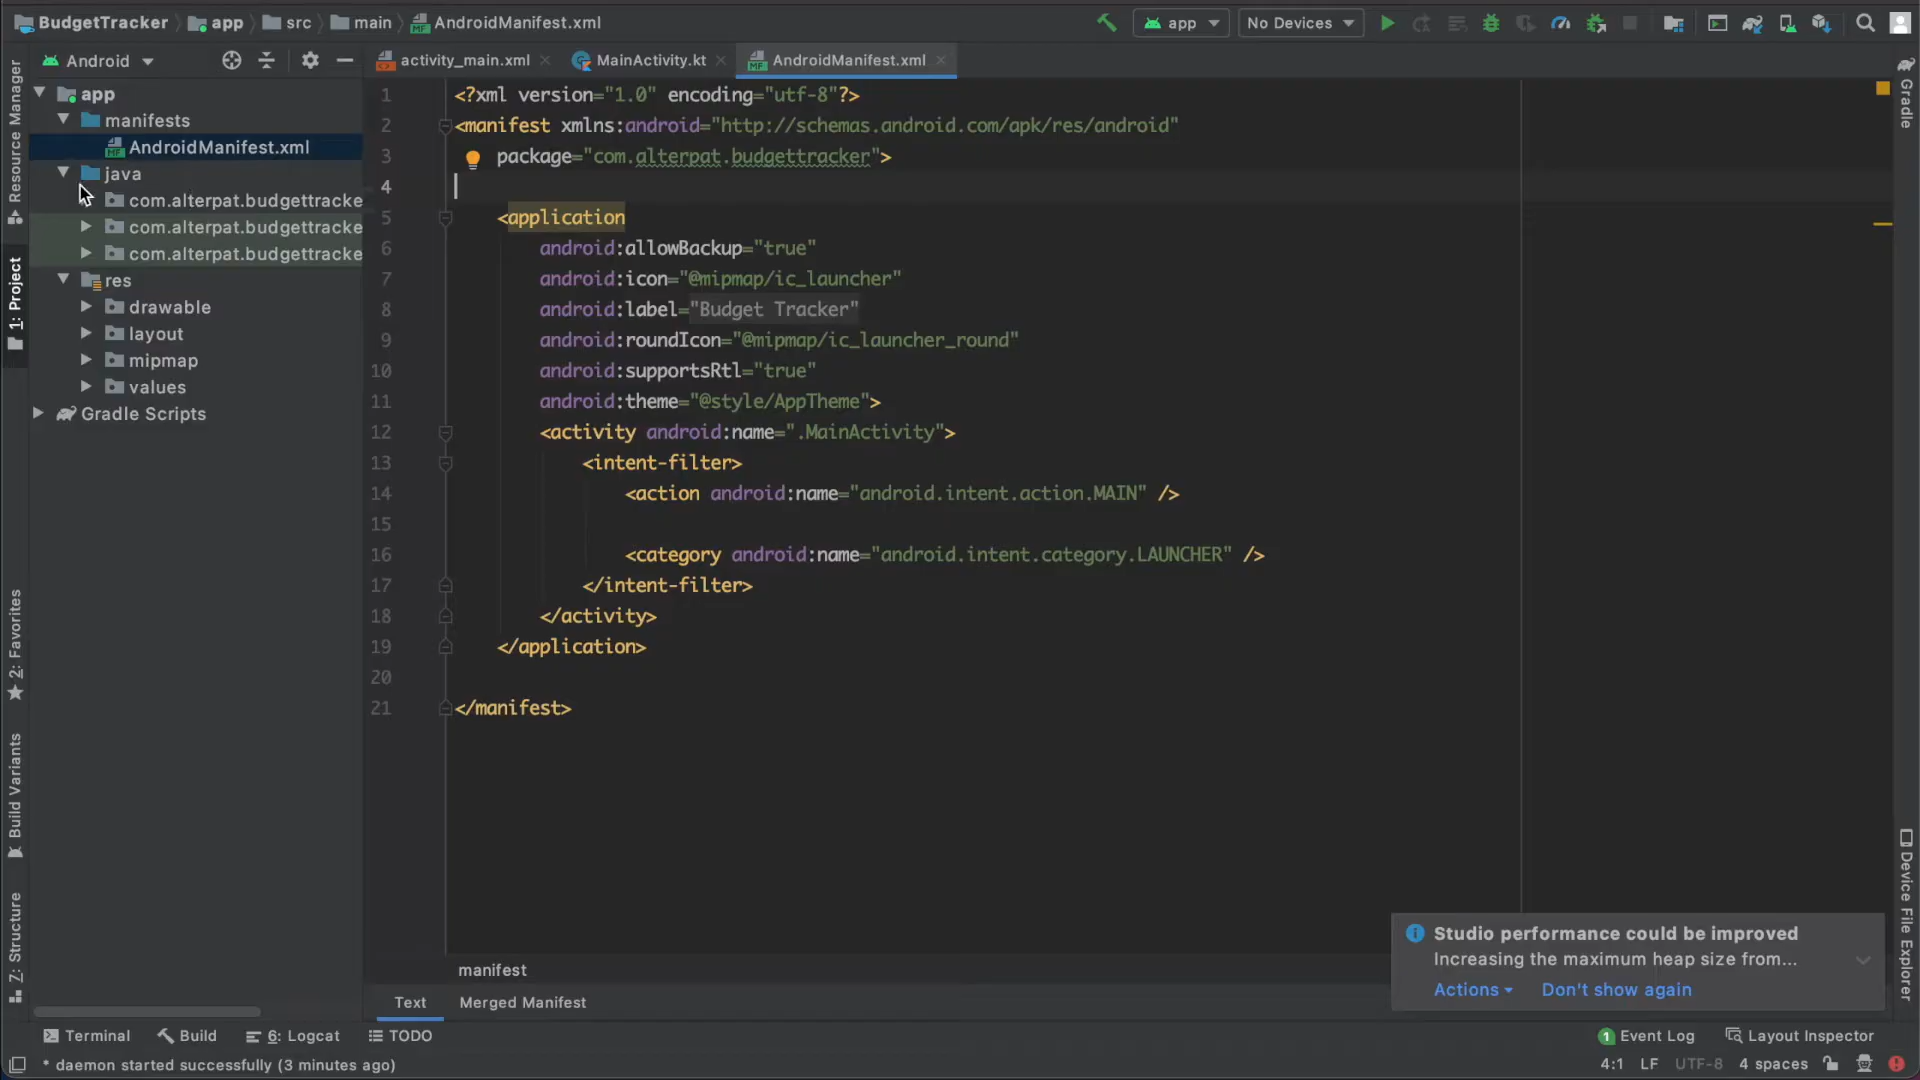 BudgetTracker app src main AndroidManifest.xml app No Devices
Android activity_main.xml MainActivity.kt AndroidManifest.xml
app
manifests
AndroidManifest.xml
java
com.alterpat.budgettracke
com.alterpat.budgettracke
com.alterpat.budgettracke
res
drawable
layout
mipmap
values
Gradle Scripts
Resource Manager
1: Project
2: Favorites
Build Variants
7: Structure
1 <?xml version="1.0" encoding="utf-8"?>
2 <manifest xmlns:android="http://schemas.android.com/apk/res/android"
3 package="com.alterpat.budgettracker">
4
5 <application
6 android:allowBackup="true"
7 android:icon="@mipmap/ic_launcher"
8 android:label="Budget Tracker"
9 android:roundIcon="@mipmap/ic_launcher_round"
10 android:supportsRtl="true"
11 android:theme="@style/AppTheme">
12 <activity android:name=".MainActivity">
13 <intent-filter>
14 <action android:name="android.intent.action.MAIN" />
15
16 <category android:name="android.intent.category.LAUNCHER" />
17 </intent-filter>
18 </activity>
19 </application>
20
21 </manifest>
Gradle
Device File Explorer
Studio performance could be improved
Increasing the maximum heap size from...
Actions Don't show again
manifest
Text Merged Manifest
Terminal Build 6: Logcat TODO 1 Event Log Layout Inspector
* daemon started successfully (3 minutes ago) 4:1 LF UTF-8 4 spaces